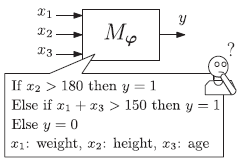 x₁
x₂
x₃
M_φ
y
?
If x₂ > 180 then y = 1
Else if x₁ + x₃ > 150 then y = 1
Else y = 0
x₁: weight, x₂: height, x₃: age